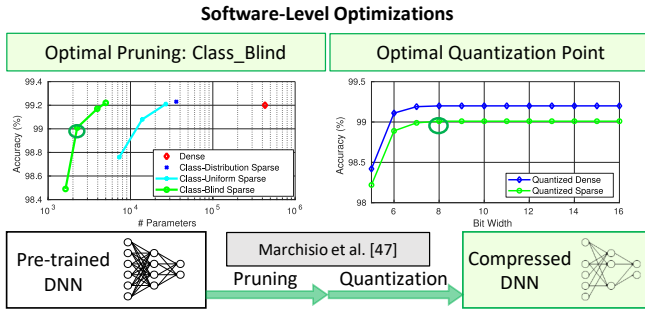 Software-Level Optimizations
Optimal Pruning: Class_Blind
Optimal Quantization Point
99.4
99.2
99
98.8
98.6
98.4
Accuracy (%)
10^3
10^4
10^5
10^6
# Parameters
Dense
Class-Distribution Sparse
Class-Uniform Sparse
Class-Blind Sparse
99.5
99
98.5
98
Accuracy (%)
5 6 8 10 12 14 16
Bit Width
Quantized Dense
Quantized Sparse
Pre-trained
DNN
Marchisio et al. [47]
Pruning
Quantization
Compressed
DNN